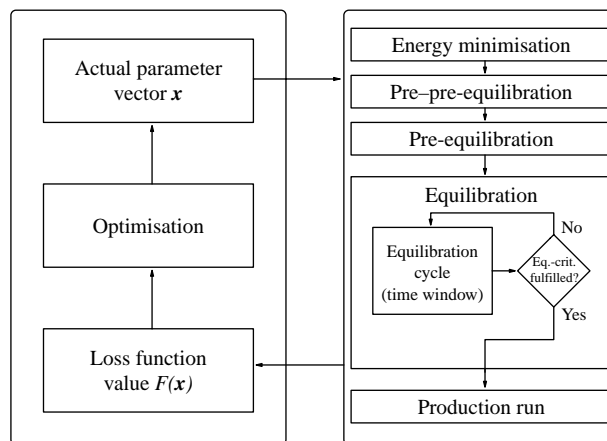 Actual parameter
vector x
Optimisation
Loss function
value F(x)
Energy minimisation
Pre–pre-equilibration
Pre-equilibration
Equilibration
No
Equilibration
cycle
(time window)
Eq.-crit.
fulfilled?
Yes
Production run